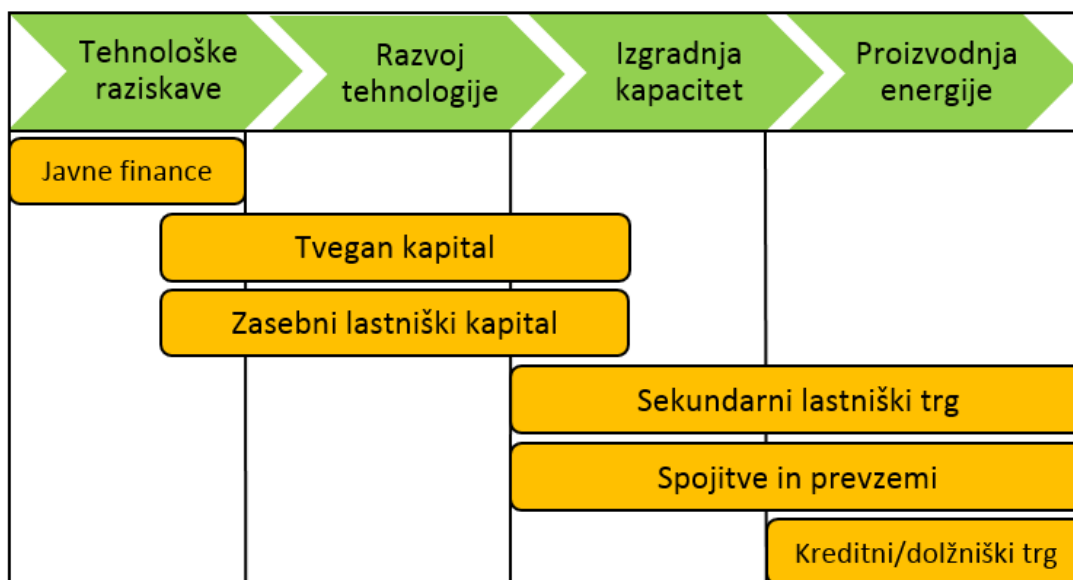 Tehnološke
raziskave
Razvoj
tehnologije
Izgradnja
kapacitet
Proizvodnja
energije
Javne finance
Tvegan kapital
Zasebni lastniški kapital
Sekundarni lastniški trg
Spojitve in prevzemi
Kreditni/dolžniški trg